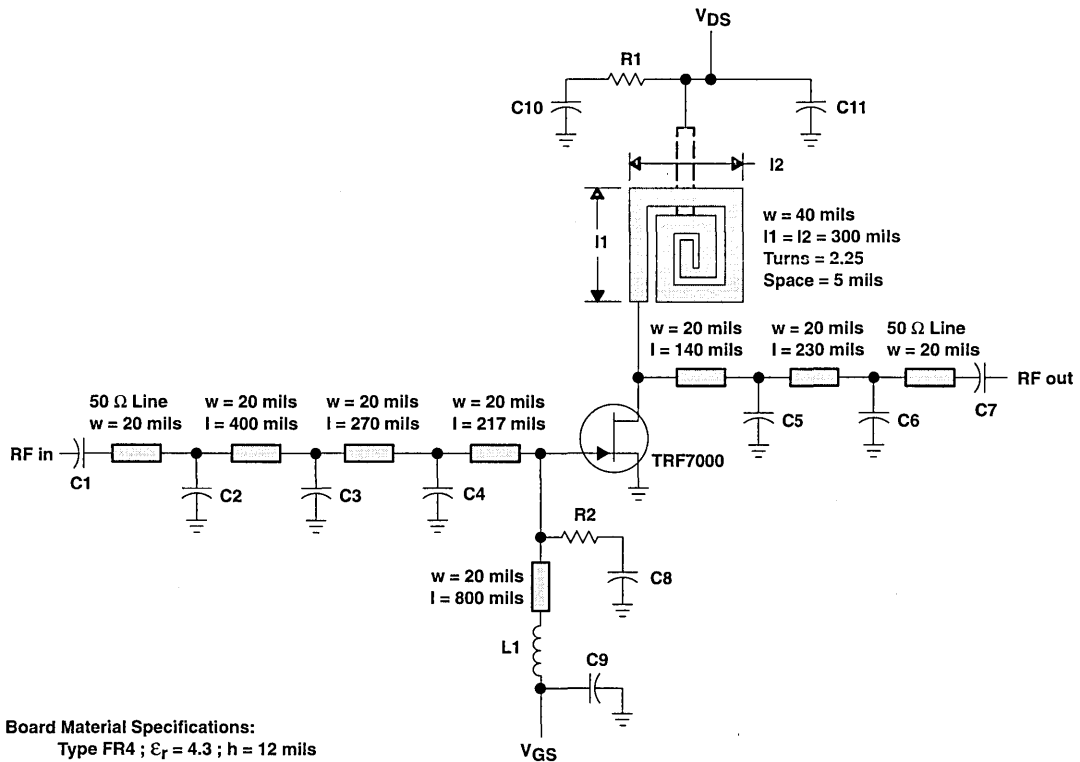 VDS
R1
C10
C11
l2
l1
w = 40 mils
l1 = l2 = 300 mils
Turns = 2.25
Space = 5 mils
w = 20 mils
l = 140 mils
w = 20 mils
l = 230 mils
50 Ω Line
w = 20 mils
RF out
C7
C5
C6
50 Ω Line
w = 20 mils
w = 20 mils
l = 400 mils
w = 20 mils
l = 270 mils
w = 20 mils
l = 217 mils
RF in
C1
C2
C3
C4
TRF7000
R2
C8
w = 20 mils
l = 800 mils
L1
C9
VGS
Board Material Specifications:
Type FR4 ; Ɛr = 4.3 ; h = 12 mils